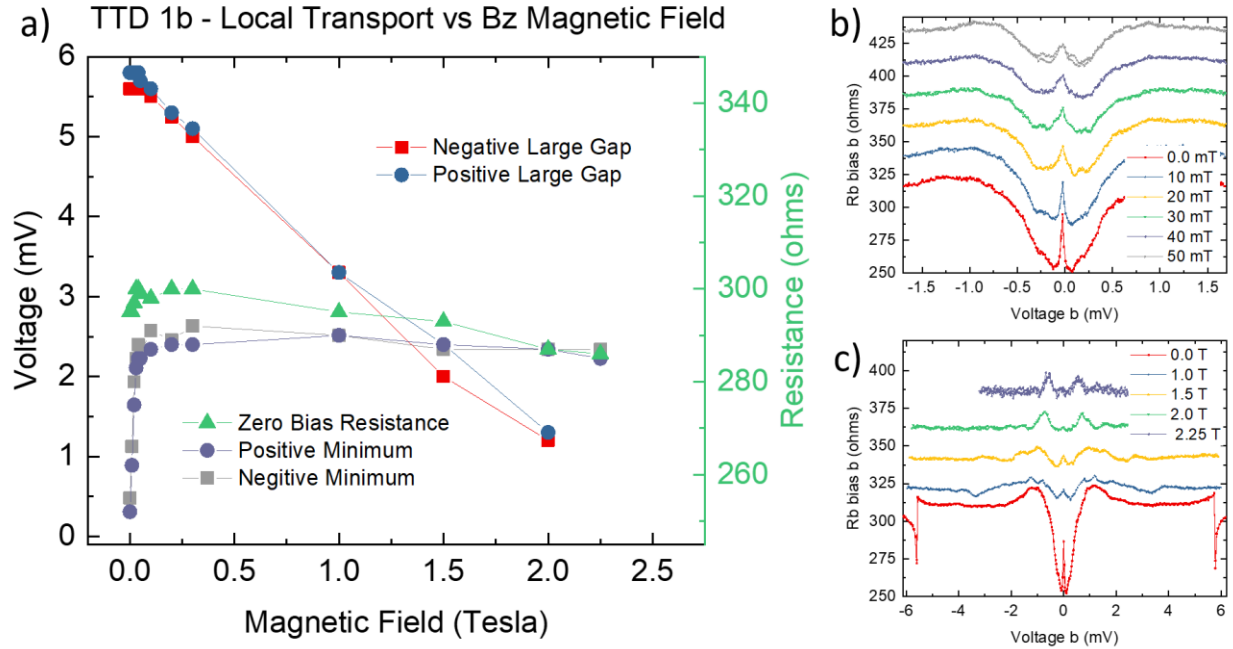 a)
TTD 1b - Local Transport vs Bz Magnetic Field
6
5
4
3
2
1
0
Voltage (mV)
Negative Large Gap
Positive Large Gap
Zero Bias Resistance
Positive Minimum
Negitive Minimum
340
320
300
280
260
Resistance (ohms)
0.0 0.5 1.0 1.5 2.0 2.5
Magnetic Field (Tesla)
b)
425
400
375
350
325
300
275
250
Rb bias b (ohms)
0.0 mT
10 mT
20 mT
30 mT
40 mT
50 mT
-1.5 -1.0 -0.5 0.0 0.5 1.0 1.5
Voltage b (mV)
c)
400
375
350
325
300
275
250
Rb bias b (ohms)
0.0 T
1.0 T
1.5 T
2.0 T
2.25 T
-6 -4 -2 0 2 4 6
Voltage b (mV)